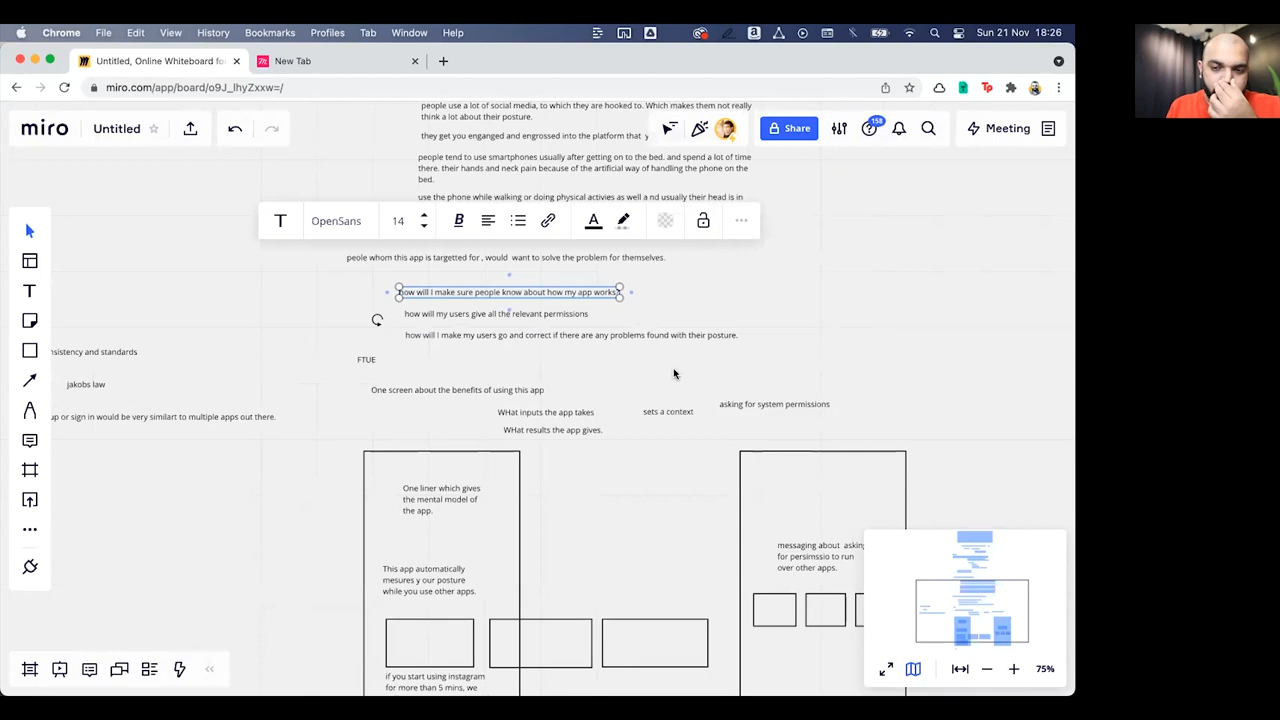 Chrome File Edit View History Bookmarks Profiles Tab Window Help Sun 21 Nov 18:26
Untitled, Online Whiteboard fo New Tab
miro.com/app/board/o9J_lhyZxxw=/
people use a lot of social media, to which they are hooked to. Which makes them not really
think a lot about their posture.
miro Untitled Share 158 Meeting
they get you enganged and engrossed into the platform that
people tend to use smartphones usually after getting on to the bed. and spend a lot of time
there. their hands and neck pain because of the artificial way of handling the phone on the
bed.
use the phone while walking or doing physical activies as well a nd usually their head is in
OpenSans 14
peole whom this app is targetted for , would want to solve the problem for themselves.
how will I make sure people know about how my app works?
how will my users give all the relevant permissions
how will I make my users go and correct if there are any problems found with their posture.
nsistency and standards
FTUE
jakobs law
One screen about the benefits of using this app
up or sign in would be very similart to multiple apps out there.
WHat inputs the app takes
sets a context
asking for system permissions
WHat results the app gives.
One liner which gives
the mental model of
the app.
messaging about asking
for persimssio to run
over other apps.
This app automatically
mesures y our posture
while you use other apps.
if you start using instagram
for more than 5 mins, we
75%